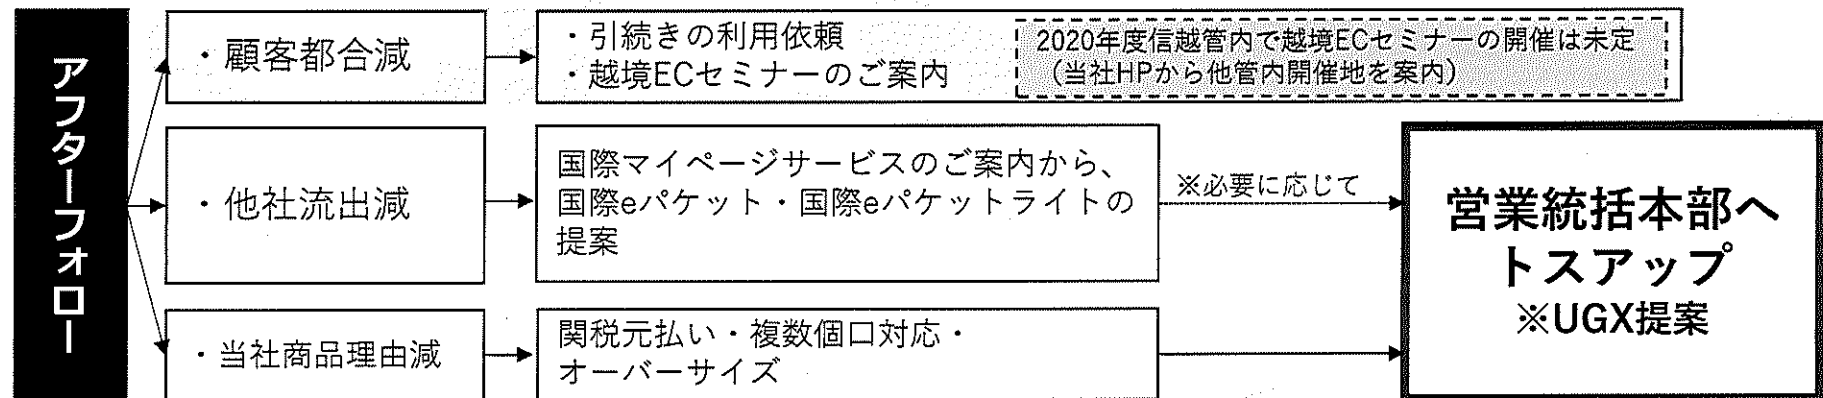 アフターフォロー
・顧客都合減
・引続きの利用依頼
・越境ECセミナーのご案内
2020年度信越管内で越境ECセミナーの開催は未定
（当社HPから他管内開催地を案内）
・他社流出減
国際マイページサービスのご案内から、
国際eパケット・国際eパケットライトの
提案
※必要に応じて
営業統括本部へ
トスアップ
※UGX提案
・当社商品理由減
関税元払い・複数個口対応・
オーバーサイズ